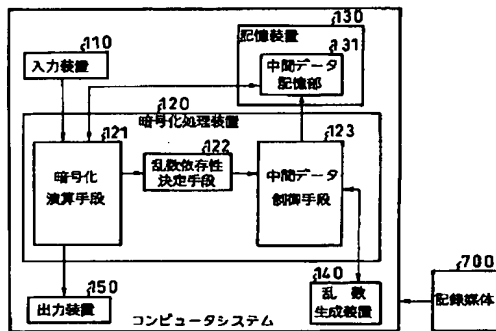 130
記憶装置
110
入力装置
131
中間データ
記憶部
120
暗号化処理装置
121
暗号化
演算手段
122
乱数依存性
決定手段
123
中間データ
制御手段
150
出力装置
140
乱 数
生成装置
コンピュータシステム
700
記録媒体